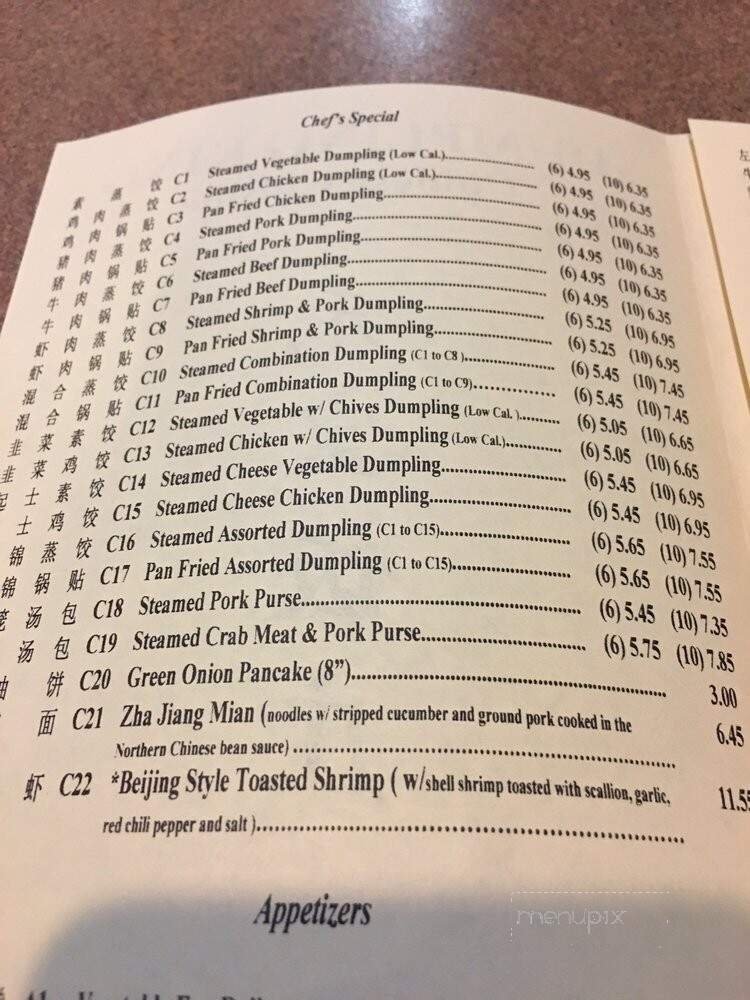 Chef's Special
素 蒸 饺 C1 Steamed Vegetable Dumpling (Low Cal.)..................... (6) 4.95 (10) 6.35
鸡 肉 蒸 饺 C2 Steamed Chicken Dumpling (Low Cal.)..................... (6) 4.95 (10) 6.35
鸡 肉 锅 贴 C3 Pan Fried Chicken Dumpling..................... (6) 4.95 (10) 6.35
猪 肉 蒸 饺 C4 Steamed Pork Dumpling..................... (6) 4.95 (10) 6.35
猪 肉 锅 贴 C5 Pan Fried Pork Dumpling..................... (6) 4.95 (10) 6.35
牛 肉 蒸 饺 C6 Steamed Beef Dumpling..................... (6) 4.95 (10) 6.35
牛 肉 锅 贴 C7 Pan Fried Beef Dumpling..................... (6) 4.95 (10) 6.35
虾 肉 蒸 饺 C8 Steamed Shrimp & Pork Dumpling..................... (6) 5.25 (10) 6.95
虾 肉 锅 贴 C9 Pan Fried Shrimp & Pork Dumpling..................... (6) 5.25 (10) 6.95
混 合 蒸 饺 C10 Steamed Combination Dumpling (C1 to C8 )..................... (6) 5.45 (10) 7.45
混 合 锅 贴 C11 Pan Fried Combination Dumpling (C1 to C9)............... (6) 5.45 (10) 7.45
韭 菜 素 饺 C12 Steamed Vegetable w/ Chives Dumpling (Low Cal. )......... (6) 5.05 (10) 6.65
韭 菜 鸡 饺 C13 Steamed Chicken w/ Chives Dumpling (Low Cal.)............ (6) 5.05 (10) 6.65
起 士 素 饺 C14 Steamed Cheese Vegetable Dumpling..................... (6) 5.45 (10) 6.95
士 鸡 饺 C15 Steamed Cheese Chicken Dumpling..................... (6) 5.45 (10) 6.95
锦 蒸 饺 C16 Steamed Assorted Dumpling (C1 to C15)..................... (6) 5.65 (10) 7.55
锦 锅 贴 C17 Pan Fried Assorted Dumpling (C1 to C15)..................... (6) 5.65 (10) 7.55
笼 汤 包 C18 Steamed Pork Purse..................... (6) 5.45 (10) 7.35
汤 包 C19 Steamed Crab Meat & Pork Purse..................... (6) 5.75 (10) 7.85
油 饼 C20 Green Onion Pancake (8”)..................... 3.00
面 C21 Zha Jiang Mian (noodles w/ stripped cucumber and ground pork cooked in the
Northern Chinese bean sauce) ..................... 6.45
虾 C22 *Beijing Style Toasted Shrimp ( w/shell shrimp toasted with scallion, garlic,
red chili pepper and salt )..................... 11.55
Appetizers
menupix